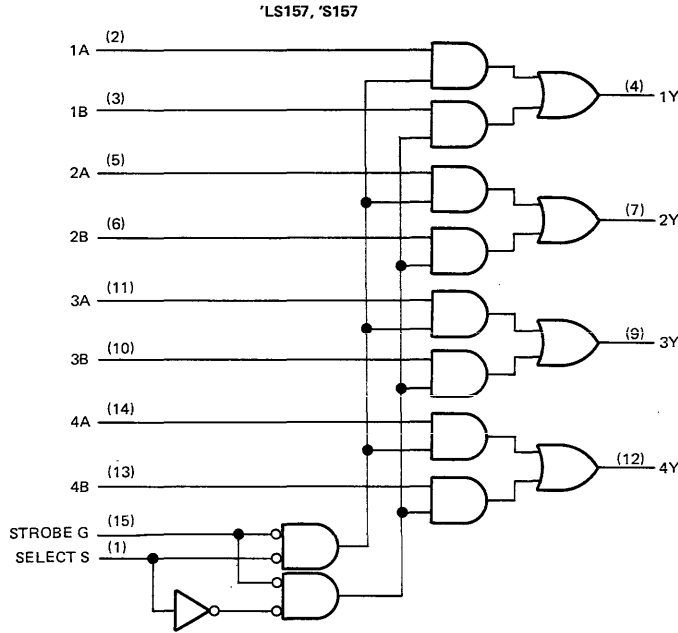 'LS157, 'S157
1A (2)
(4) 1Y
1B (3)
2A (5)
(7) 2Y
2B (6)
3A (11)
(9) 3Y
3B (10)
4A (14)
(12) 4Y
4B (13)
STROBE G (15)
SELECT S (1)